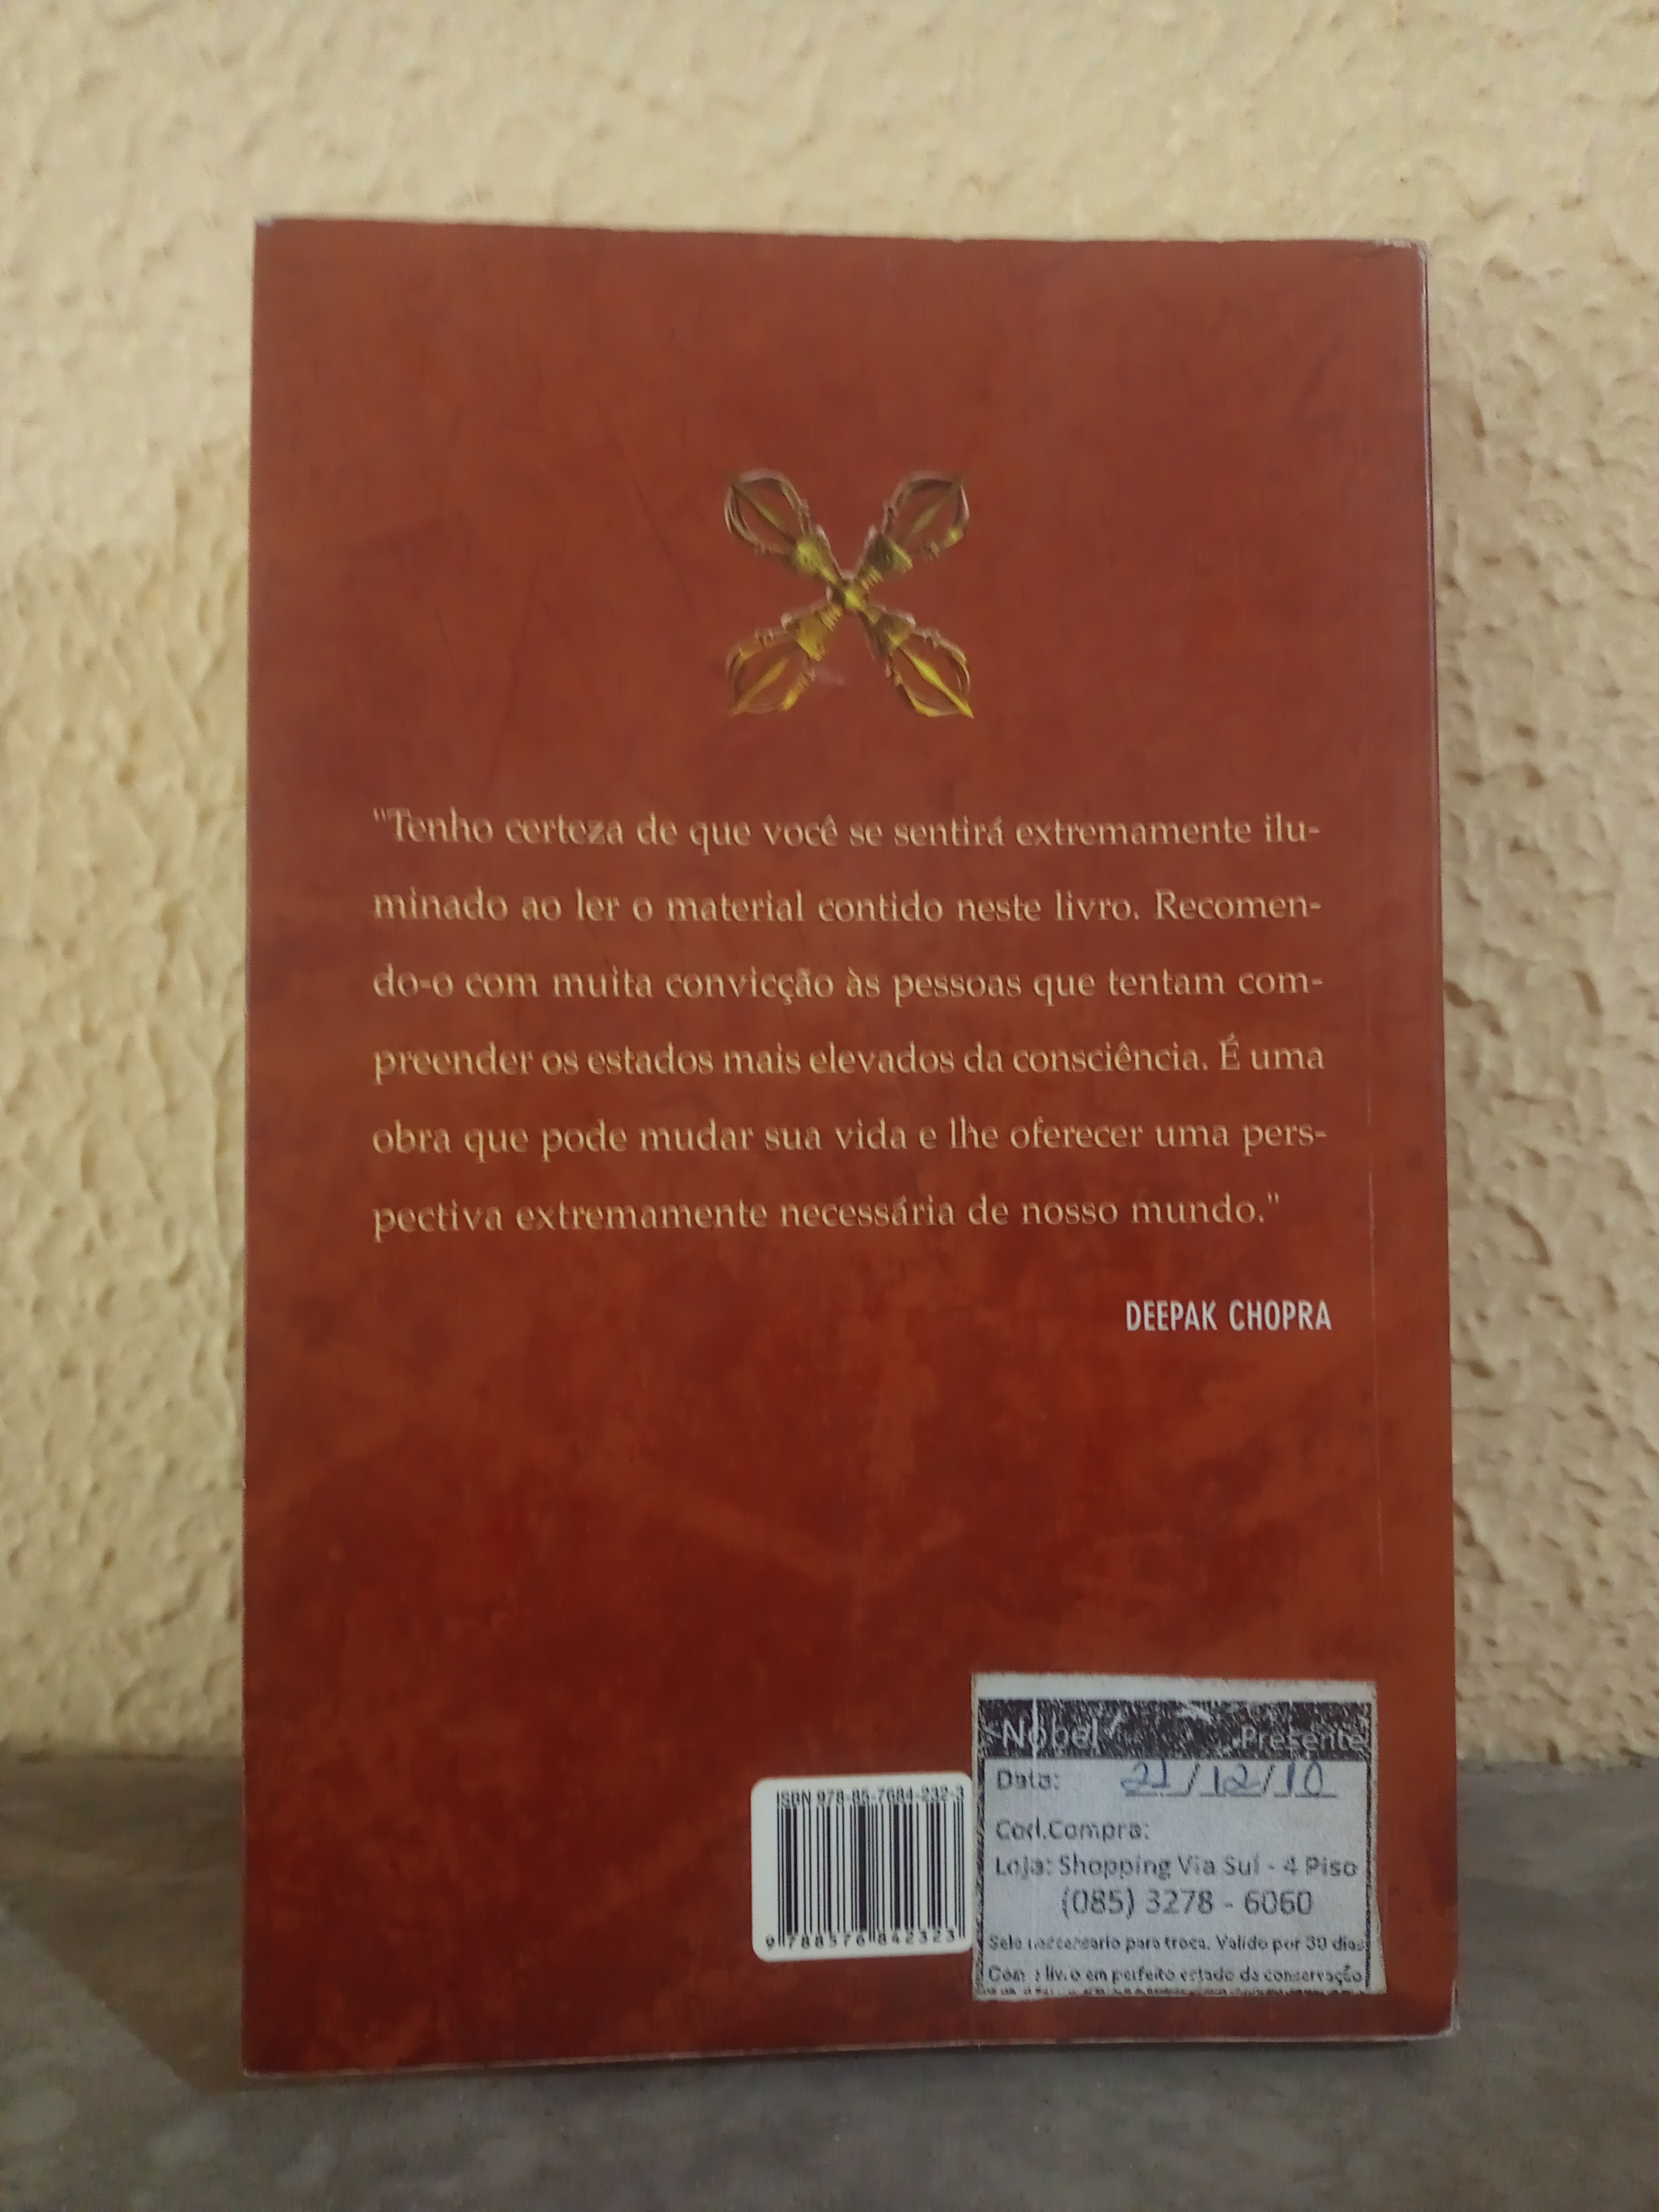 "Tenho certeza de que você se sentirá extremamente ilu-
minado ao ler o material contido neste livro. Recomen-
do-o com muita convicção às pessoas que tentam com-
preender os estados mais elevados da consciência. É uma
obra que pode mudar sua vida e lhe oferecer uma pers-
pectiva extremamente necessária de nosso mundo."
DEEPAK CHOPRA
ISBN 978-85-7684-232-3
9 788576 842323
Nobel Presente
Data: 21/12/10
Cod.Compra:
Loja: Shopping Via Sul - 4 Piso
(085) 3278 - 6060
Selo neccessario para troca. Valido por 30 dias
Com o livro em perfeito estado de conservação